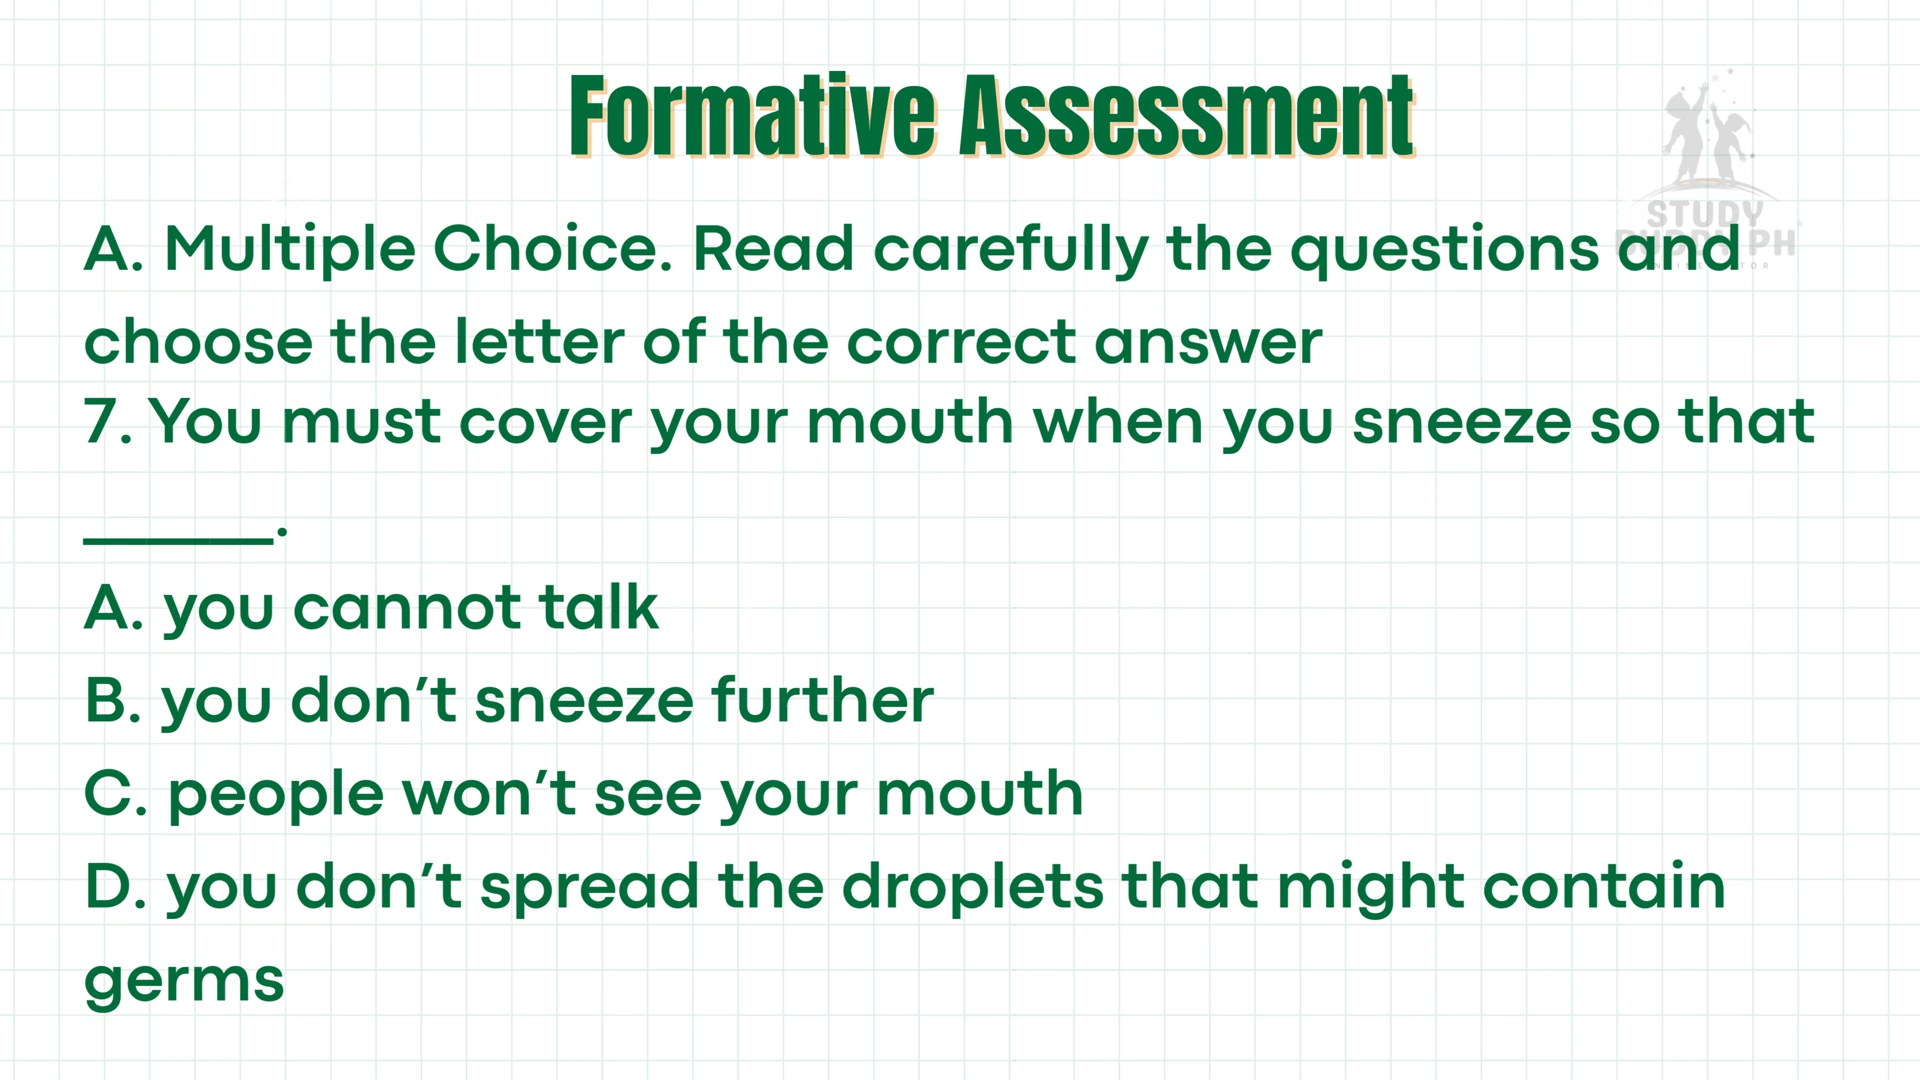 Formative Assessment
STUDY
BUDDY PH
A. Multiple Choice. Read carefully the questions and
choose the letter of the correct answer
7. You must cover your mouth when you sneeze so that
______.
A. you cannot talk
B. you don’t sneeze further
C. people won’t see your mouth
D. you don’t spread the droplets that might contain
germs